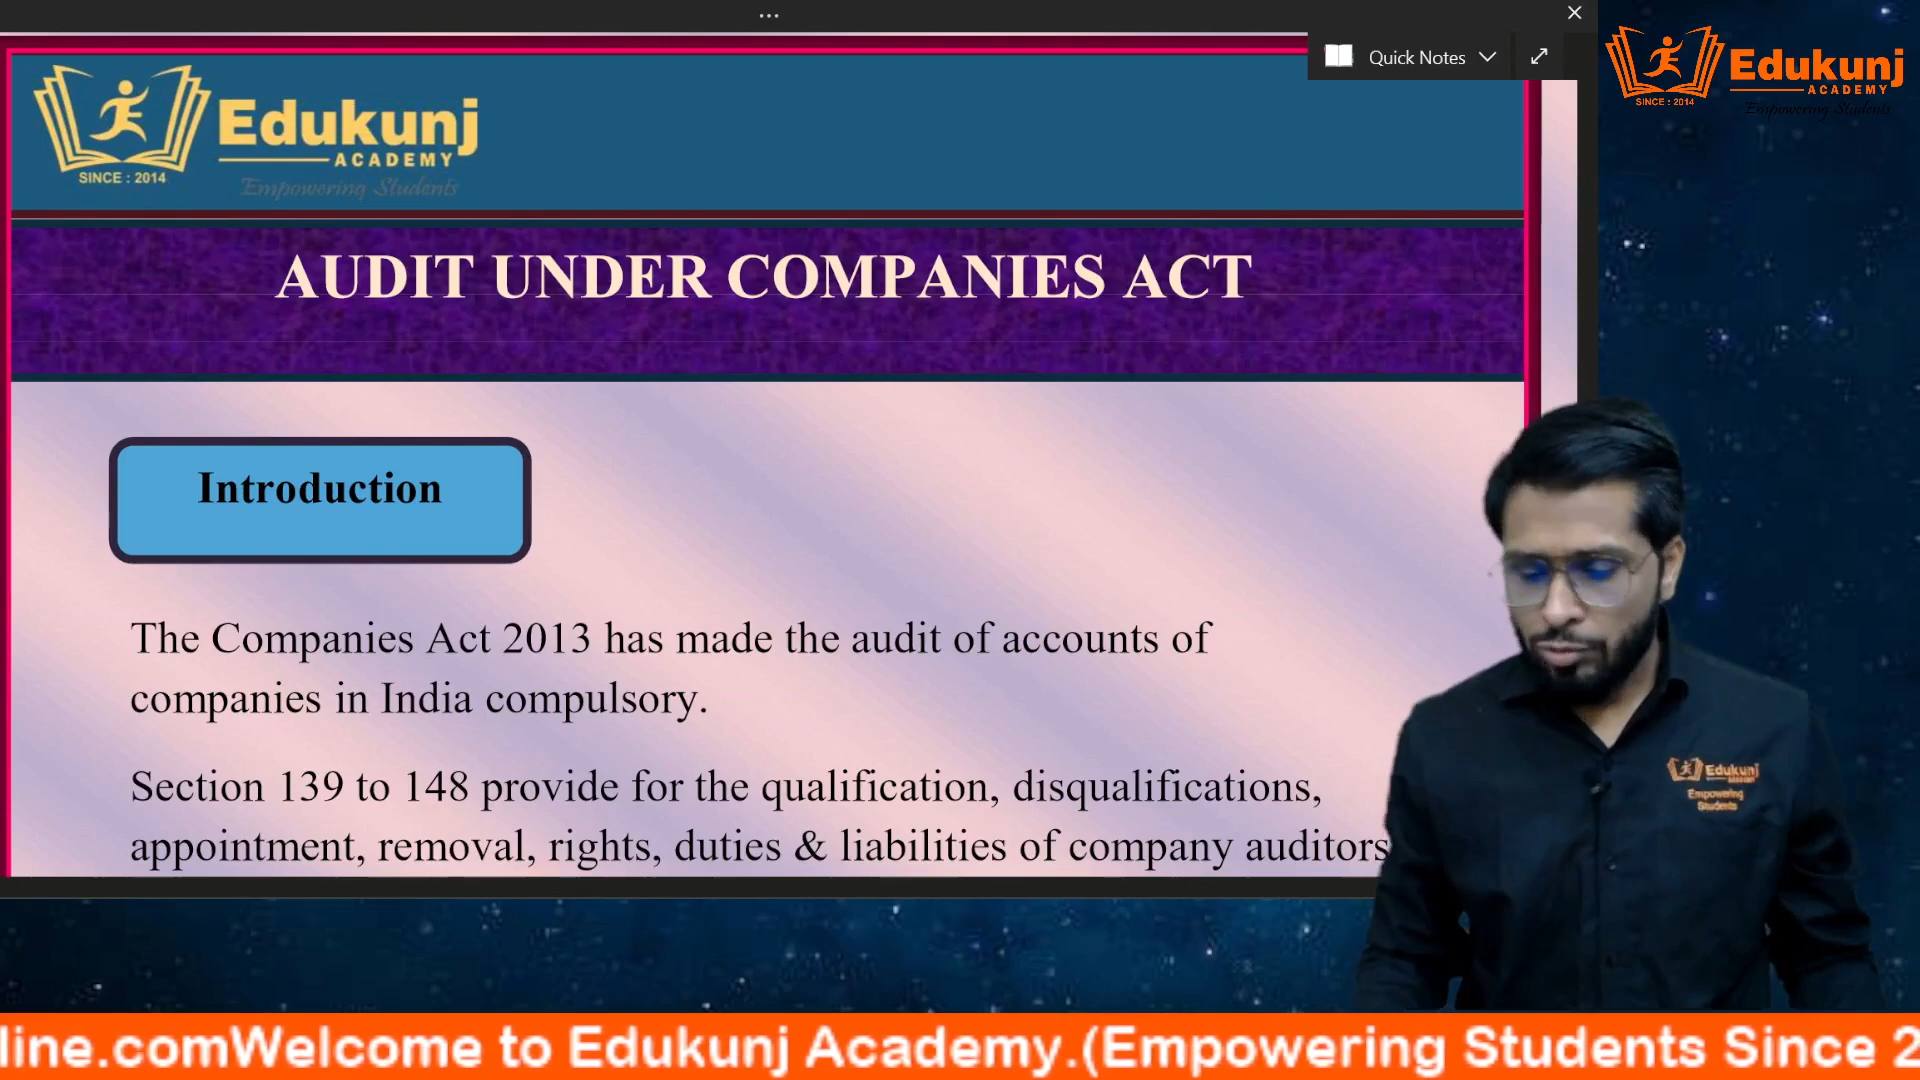 ...
Quick Notes
Edukunj
ACADEMY
SINCE : 2014
Empowering Students
Edukunj
ACADEMY
SINCE : 2014
Empowering Students
AUDIT UNDER COMPANIES ACT
Introduction
The Companies Act 2013 has made the audit of accounts of
companies in India compulsory.
Section 139 to 148 provide for the qualification, disqualifications,
appointment, removal, rights, duties & liabilities of company auditors
Edukunj
ACADEMY
Empowering
Students
line.comWelcome to Edukunj Academy.(Empowering Students Since 2